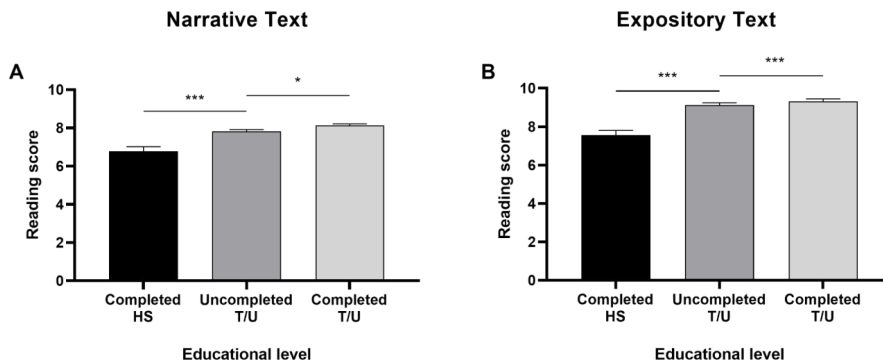 Narrative Text
A
*** *
10
8
6
4
2
0
Reading score
Completed HS
Uncompleted T/U
Completed T/U
Educational level
Expository Text
B
*** ***
10
8
6
4
2
0
Reading score
Completed HS
Uncompleted T/U
Completed T/U
Educational level